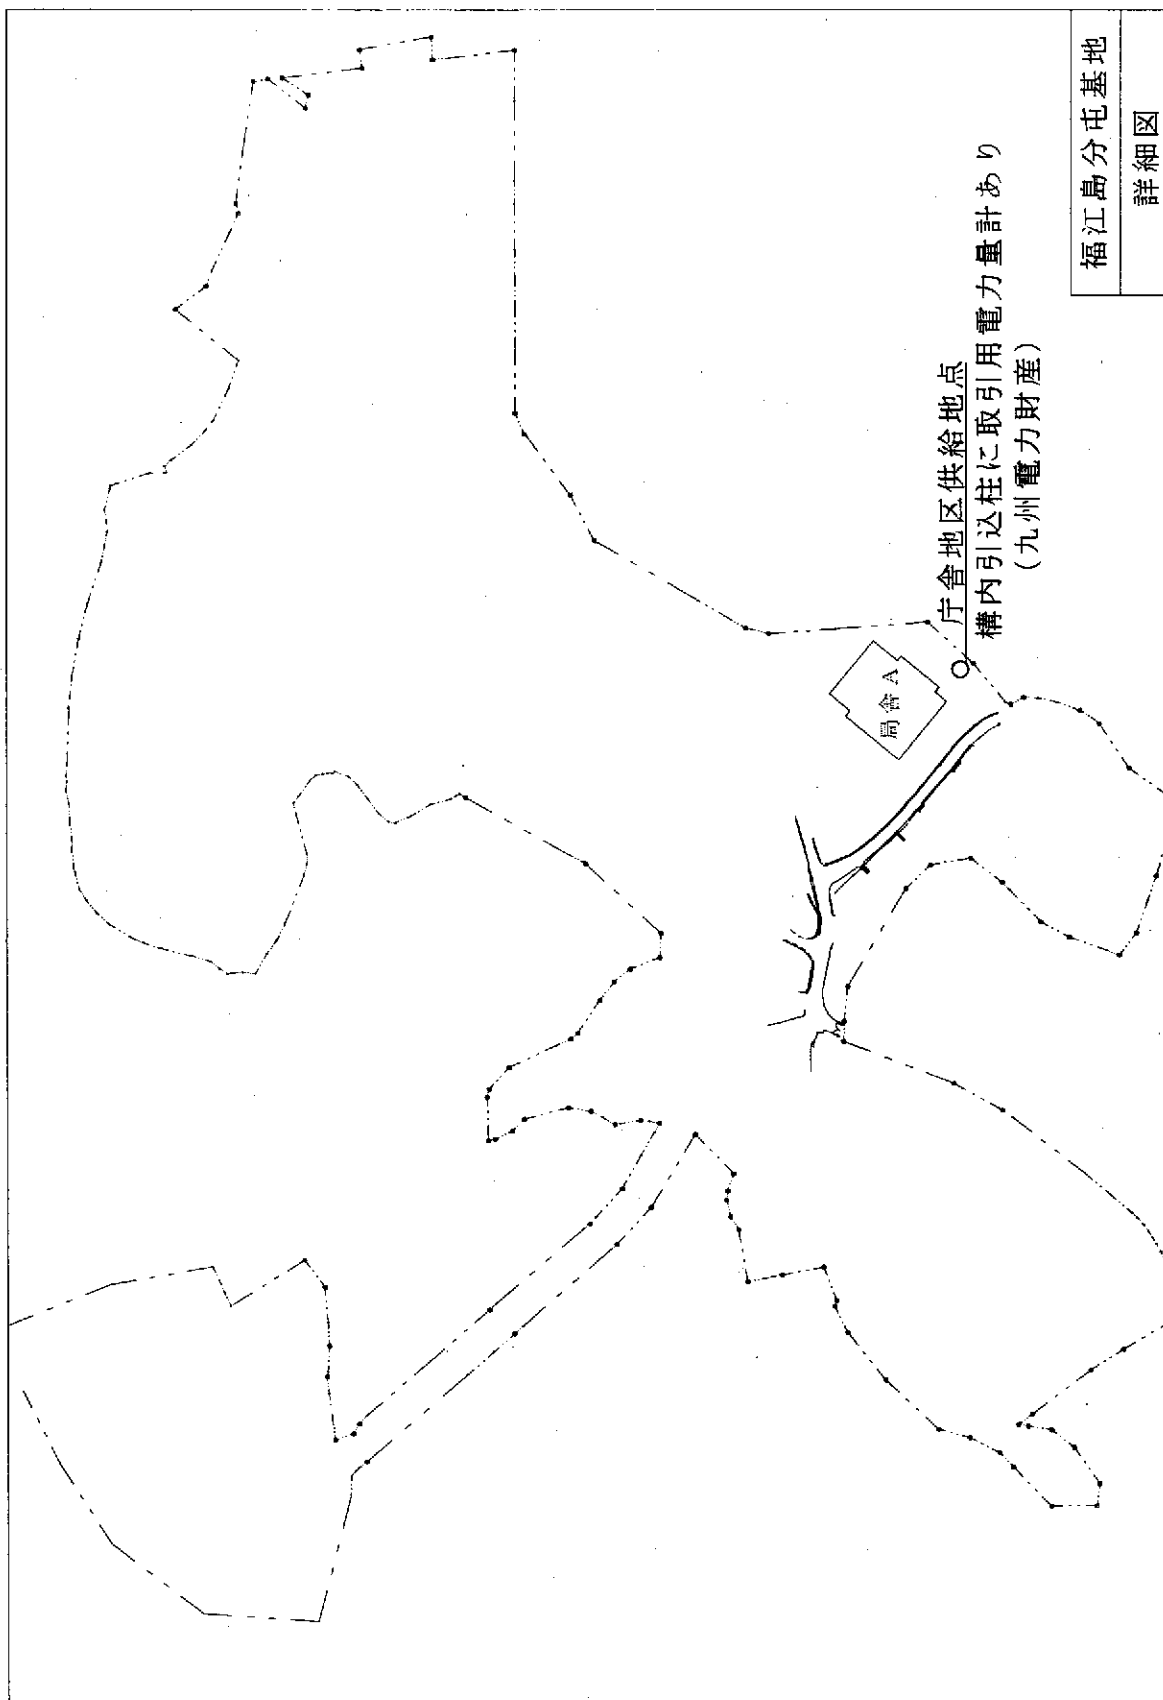 福江島分屯基地
詳細図
庁舎地区供給地点
構内引込柱に取引用電力量計あり
(九州電力財産)
局舎A